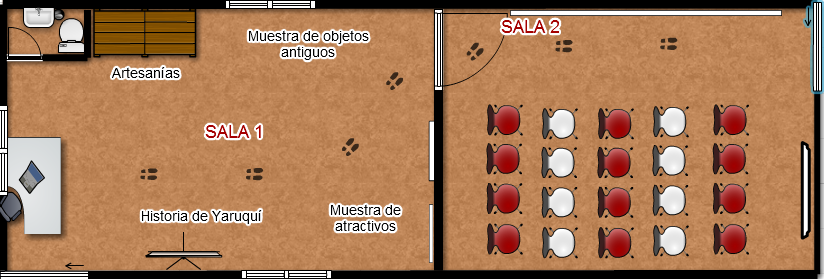 SALA 2
Muestra de objetos
antiguos
Artesanías
SALA 1
Historia de Yaruquí
Muestra de
atractivos